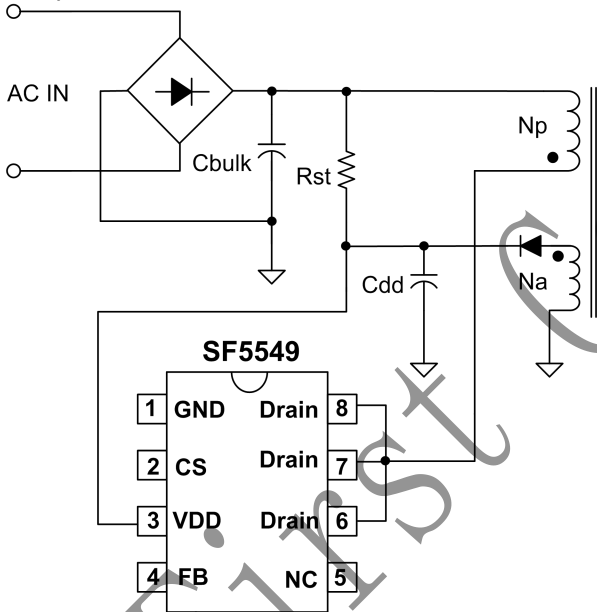 AC IN
Cbulk
Rst
Np
Cdd
Na
SF5549
1 GND Drain 8
2 CS Drain 7
3 VDD Drain 6
4 FB NC 5
First